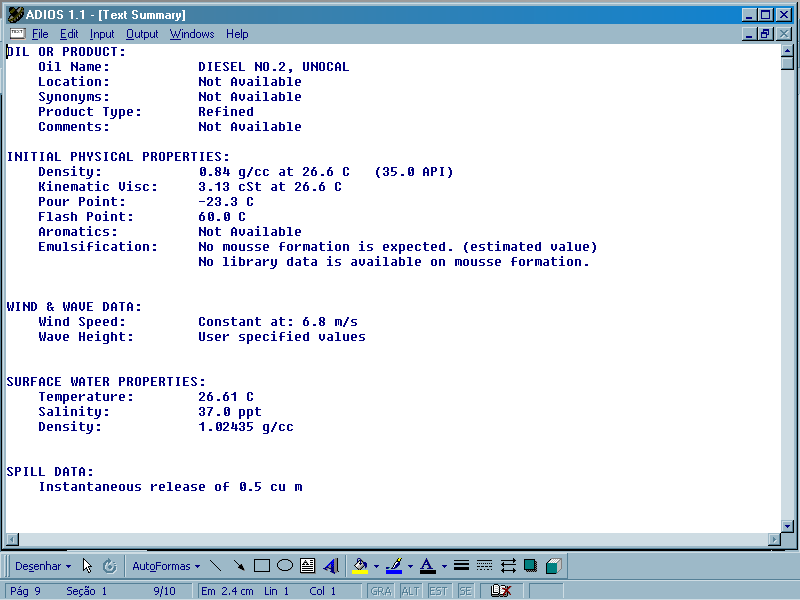 ADIOS 1.1 - [Text Summary]
File Edit Input Output Windows Help
OIL OR PRODUCT:
Oil Name: DIESEL NO.2, UNOCAL
Location: Not Available
Synonyms: Not Available
Product Type: Refined
Comments: Not Available
INITIAL PHYSICAL PROPERTIES:
Density: 0.84 g/cc at 26.6 C (35.0 API)
Kinematic Visc: 3.13 cSt at 26.6 C
Pour Point: -23.3 C
Flash Point: 60.0 C
Aromatics: Not Available
Emulsification: No mousse formation is expected. (estimated value)
No library data is available on mousse formation.
WIND & WAVE DATA:
Wind Speed: Constant at: 6.8 m/s
Wave Height: User specified values
SURFACE WATER PROPERTIES:
Temperature: 26.61 C
Salinity: 37.0 ppt
Density: 1.02435 g/cc
SPILL DATA:
Instantaneous release of 0.5 cu m
Desenhar AutoFormas
Pág 9 Seção 1 9/10 Em 2.4 cm Lin 1 Col 1 GRA ALT EST SE